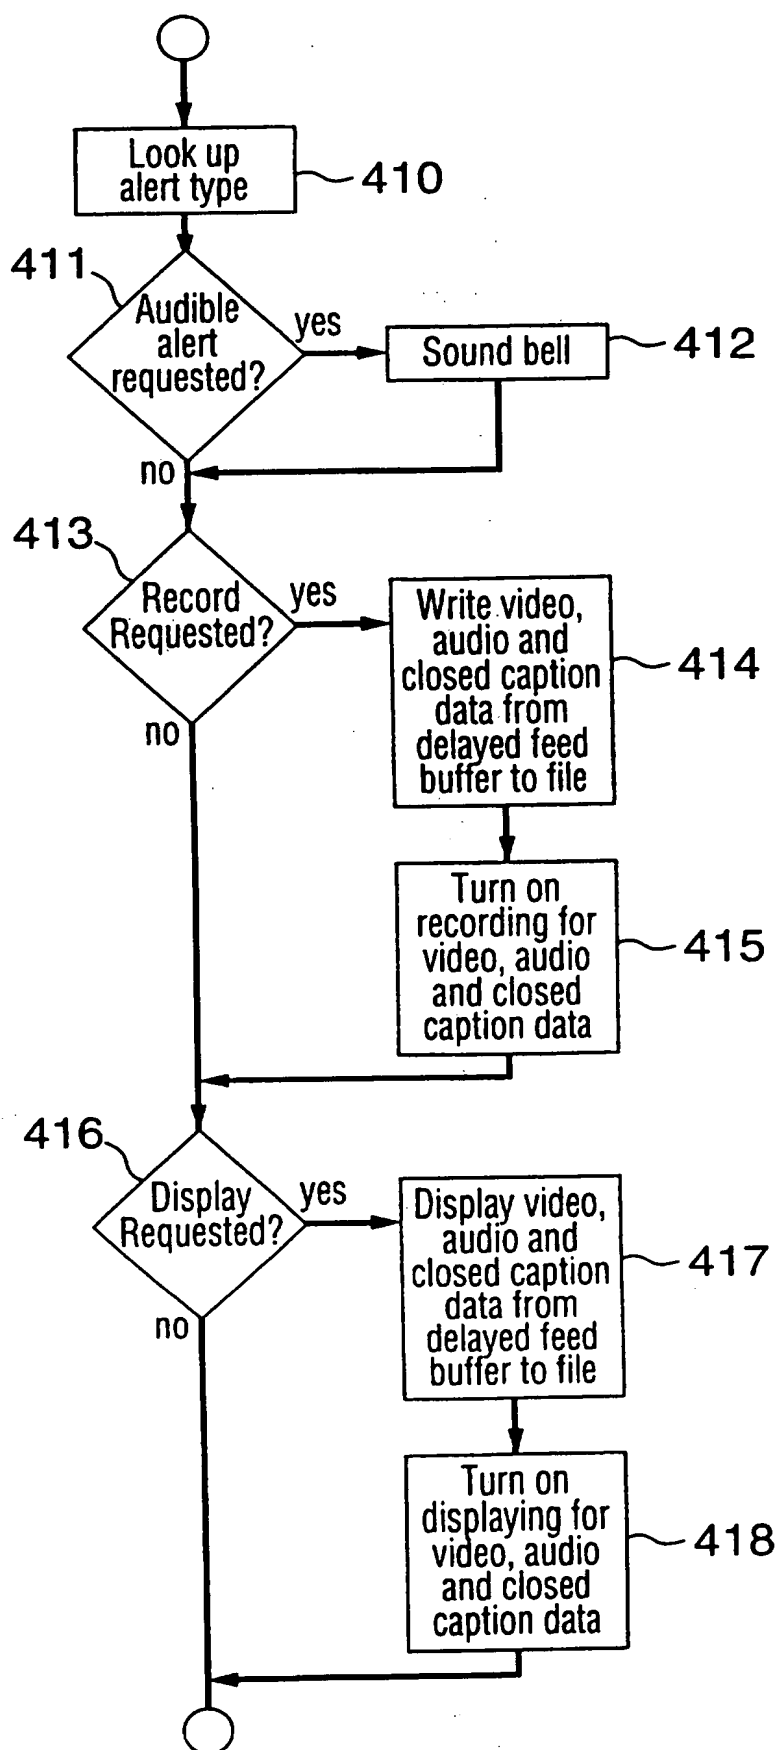 Look up
alert type
410
411
Audible
alert
requested?
yes
Sound bell
412
no
413
Record
Requested?
yes
Write video,
audio and
closed caption
data from
delayed feed
buffer to file
414
no
Turn on
recording for
video, audio
and closed
caption data
415
416
Display
Requested?
yes
Display video,
audio and
closed caption
data from
delayed feed
buffer to file
417
no
Turn on
displaying for
video, audio
and closed
caption data
418